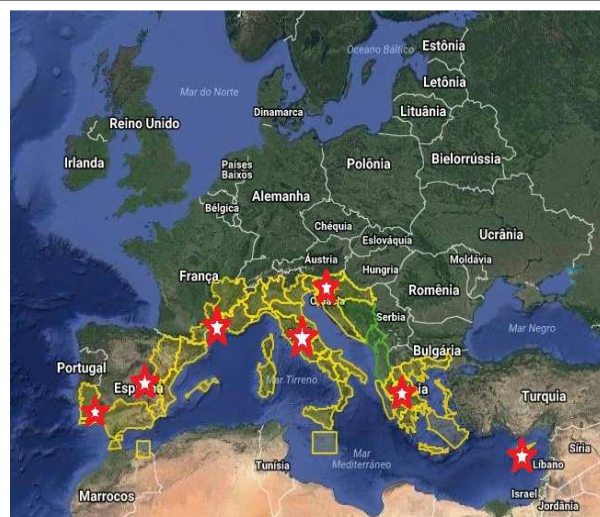 Oceano Báltico
Estônia
Letônia
Mar do Norte
Dinamarca
Lituânia
Reino Unido
Irlanda
Países
Baixos
Polônia
Bielorrússia
Alemanha
Bélgica
Chéquia
Ucrânia
Eslováquia
Áustria
Moldávia
França
Hungria
Romênia
Serbia
Mar Negro
Bulgária
Portugal
Mar Tirreno
Turquia
Mar
Mediterrâneo
Síria
Tunísia
Líbano
Israel
Marrocos
Jordânia